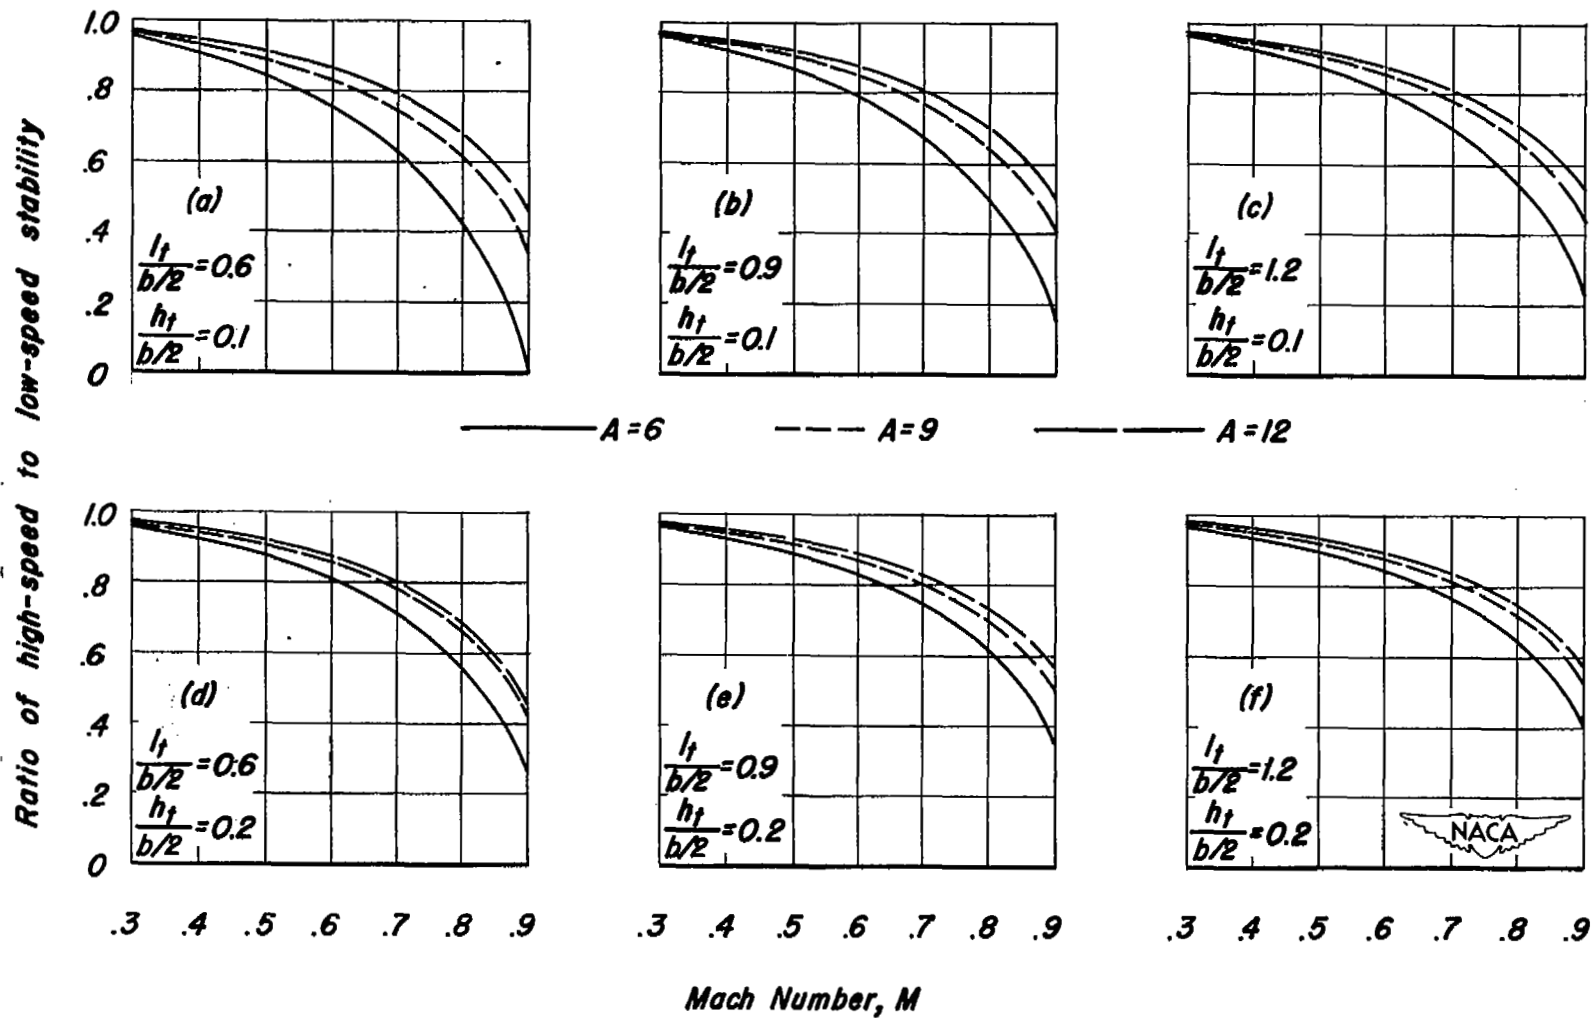 Ratio of high-speed to low-speed stability
1.0
.8
.6
.4
.2
0
(a)
l_t/b/2 = 0.6
h_t/b/2 = 0.1
(b)
l_t/b/2 = 0.9
h_t/b/2 = 0.1
(c)
l_t/b/2 = 1.2
h_t/b/2 = 0.1
A = 6
A = 9
A = 12
1.0
.8
.6
.4
.2
0
(d)
l_t/b/2 = 0.6
h_t/b/2 = 0.2
(e)
l_t/b/2 = 0.9
h_t/b/2 = 0.2
(f)
l_t/b/2 = 1.2
h_t/b/2 = 0.2
NACA
.3 .4 .5 .6 .7 .8 .9
.3 .4 .5 .6 .7 .8 .9
.3 .4 .5 .6 .7 .8 .9
Mach Number, M